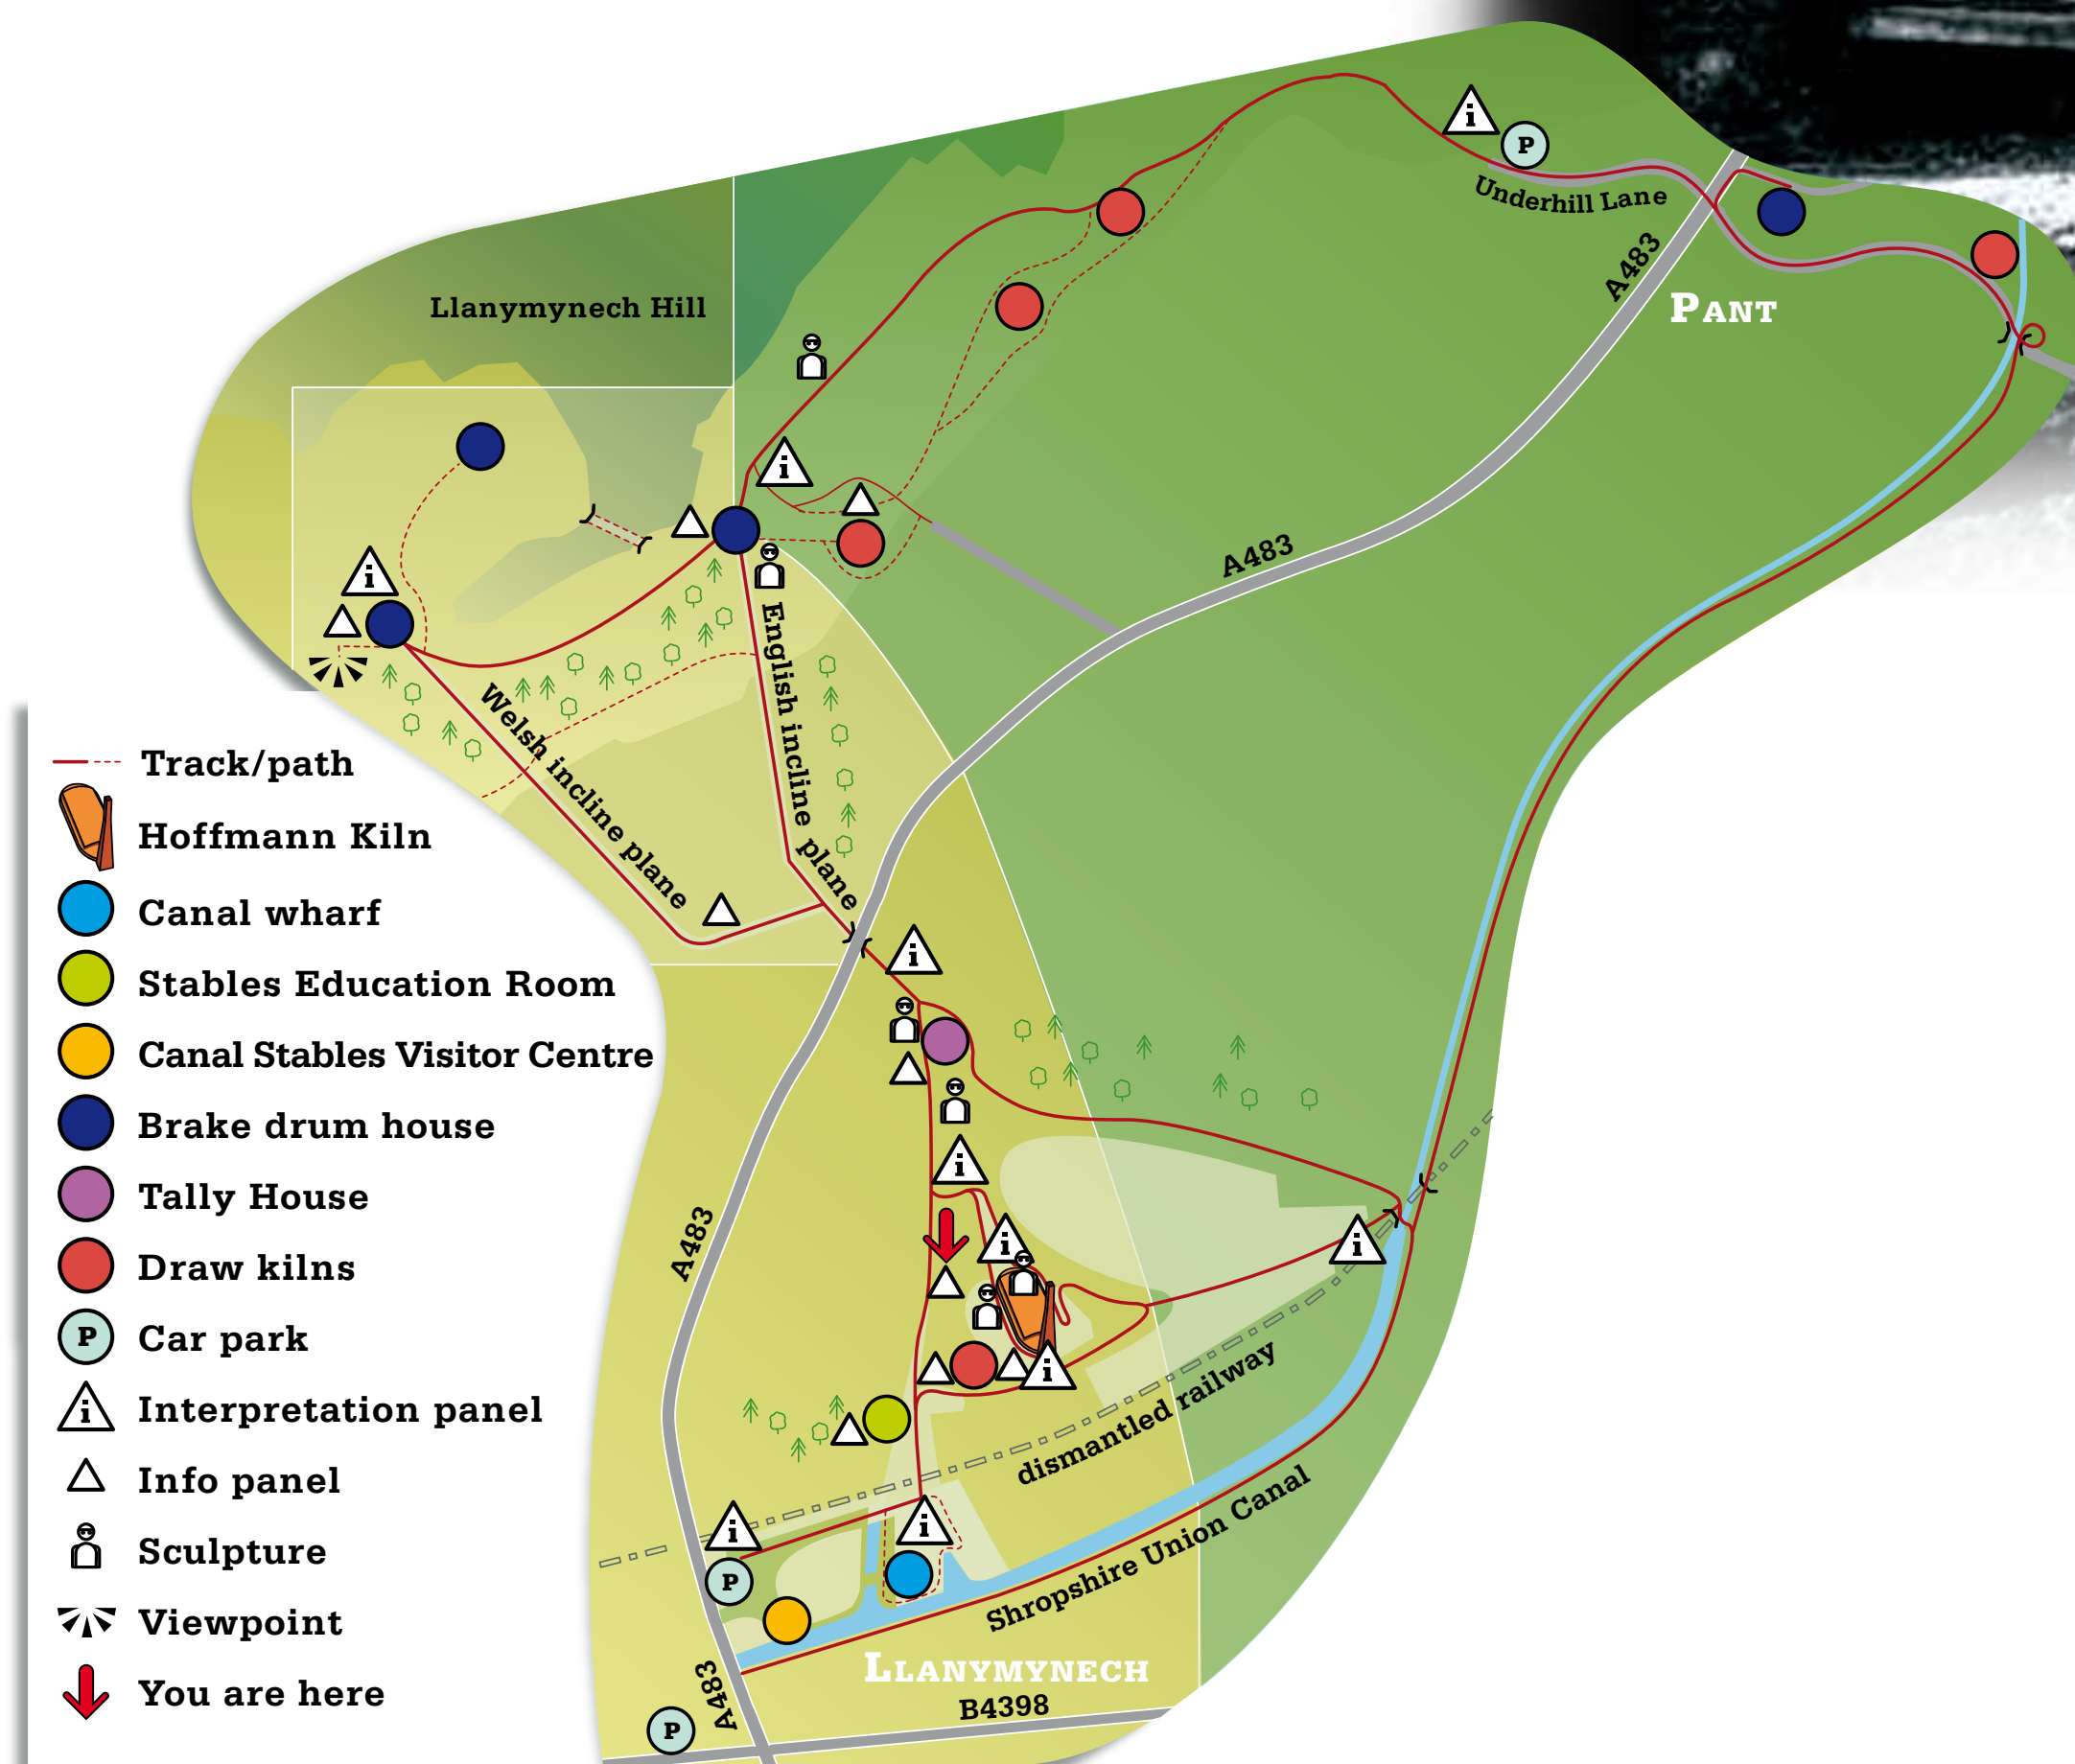 Llanymynech Hill
Underhill Lane
A483
PANT
A483
English incline plane
Welsh incline plane
A483
dismantled railway
Shropshire Union Canal
LLANYMYNECH
A483
B4398
P
P
P
i
i
i
i
i
i
i
i
i
i
Track/path
Hoffmann Kiln
Canal wharf
Stables Education Room
Canal Stables Visitor Centre
Brake drum house
Tally House
Draw kilns
P Car park
i Interpretation panel
Info panel
Sculpture
Viewpoint
You are here